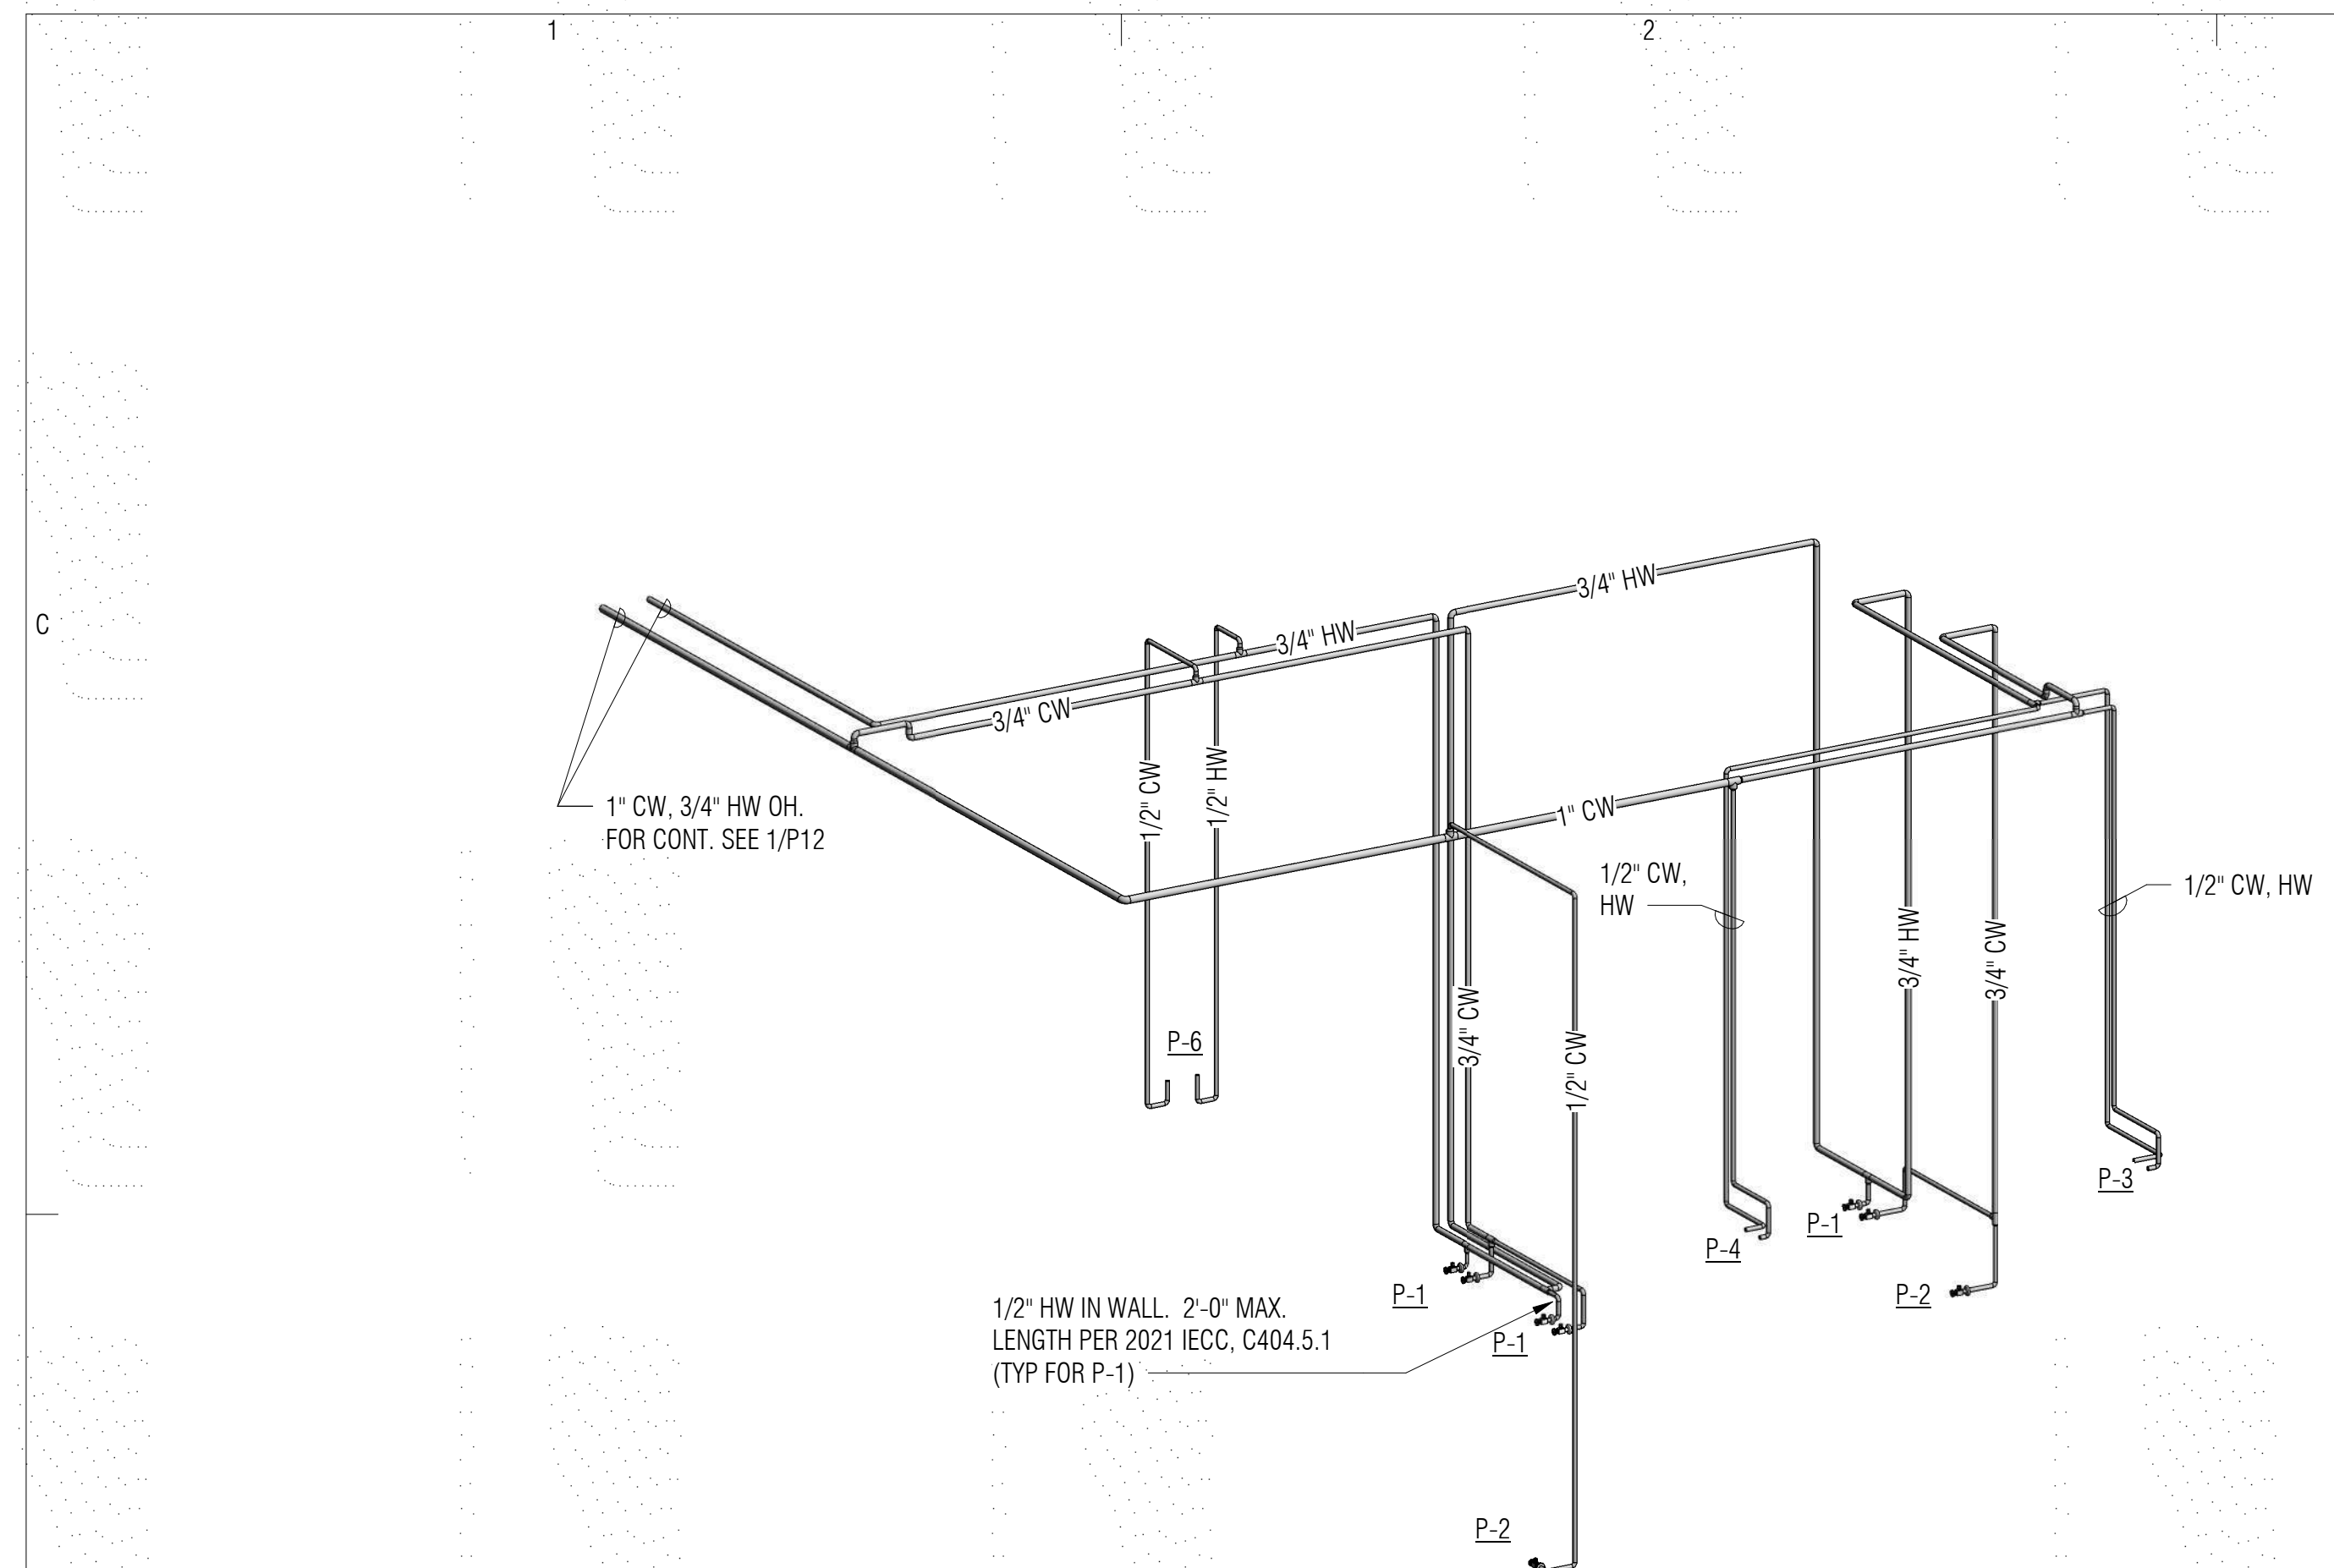 1
2
C
3/4" HW
3/4" HW
3/4" CW
1/2" CW
1/2" HW
1" CW, 3/4" HW OH.
FOR CONT. SEE 1/P12
1" CW
1/2" CW,
HW
1/2" CW, HW
3/4" HW
3/4" CW
3/4" CW
1/2" CW
P-6
P-3
P-1
P-4
P-1
P-2
1/2" HW IN WALL. 2'-0" MAX.
LENGTH PER 2021 IECC, C404.5.1
(TYP FOR P-1)
P-1
P-2